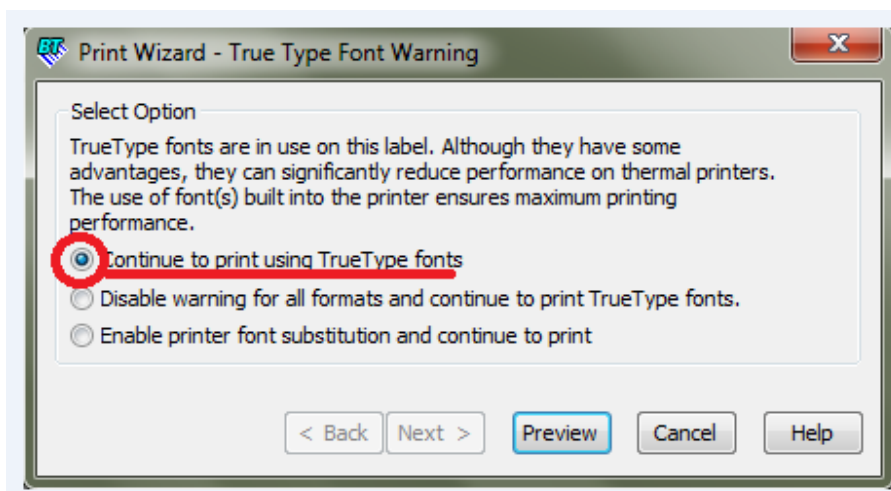 BT
Print Wizard - True Type Font Warning
X
Select Option
TrueType fonts are in use on this label. Although they have some
advantages, they can significantly reduce performance on thermal printers.
The use of font(s) built into the printer ensures maximum printing
performance.
Continue to print using TrueType fonts
Disable warning for all formats and continue to print TrueType fonts.
Enable printer font substitution and continue to print
< Back Next > Preview Cancel Help